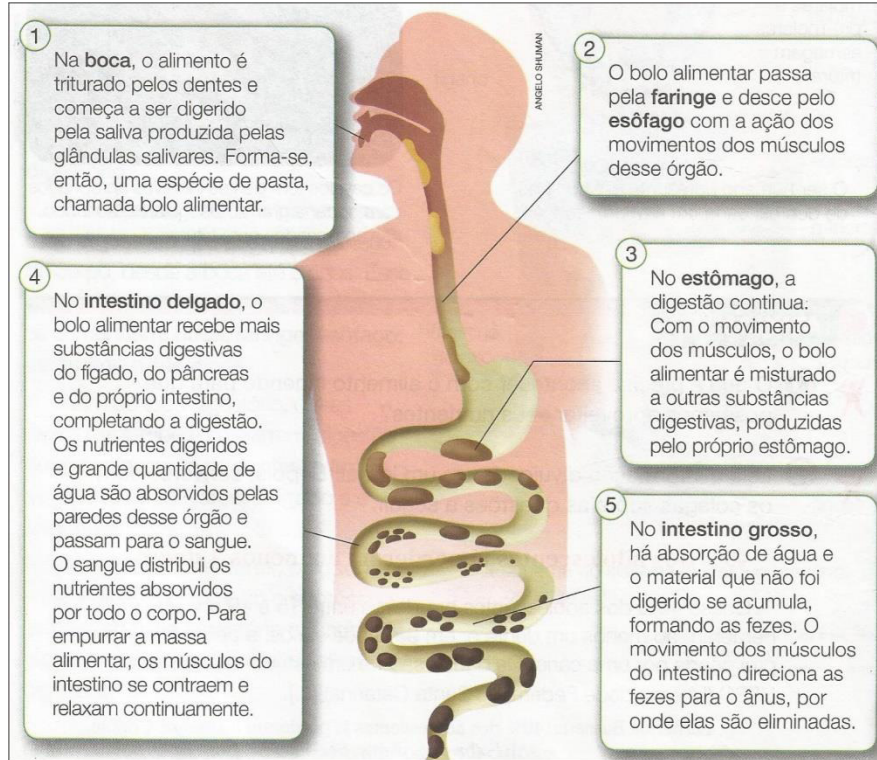 1
Na boca, o alimento é
triturado pelos dentes e
começa a ser digerido
pela saliva produzida pelas
glândulas salivares. Forma-se,
então, uma espécie de pasta,
chamada bolo alimentar.
ANGELO SHUMAN
2
O bolo alimentar passa
pela faringe e desce pelo
esôfago com a ação dos
movimentos dos músculos
desse órgão.
3
No estômago, a
digestão continua.
Com o movimento
dos músculos, o bolo
alimentar é misturado
a outras substâncias
digestivas, produzidas
pelo próprio estômago.
4
No intestino delgado, o
bolo alimentar recebe mais
substâncias digestivas
do fígado, do pâncreas
e do próprio intestino,
completando a digestão.
Os nutrientes digeridos
e grande quantidade de
água são absorvidos pelas
paredes desse órgão e
passam para o sangue.
O sangue distribui os
nutrientes absorvidos
por todo o corpo. Para
empurrar a massa
alimentar, os músculos do
intestino se contraem e
relaxam continuamente.
5
No intestino grosso,
há absorção de água e
o material que não foi
digerido se acumula,
formando as fezes. O
movimento dos músculos
do intestino direciona as
fezes para o ânus, por
onde elas são eliminadas.